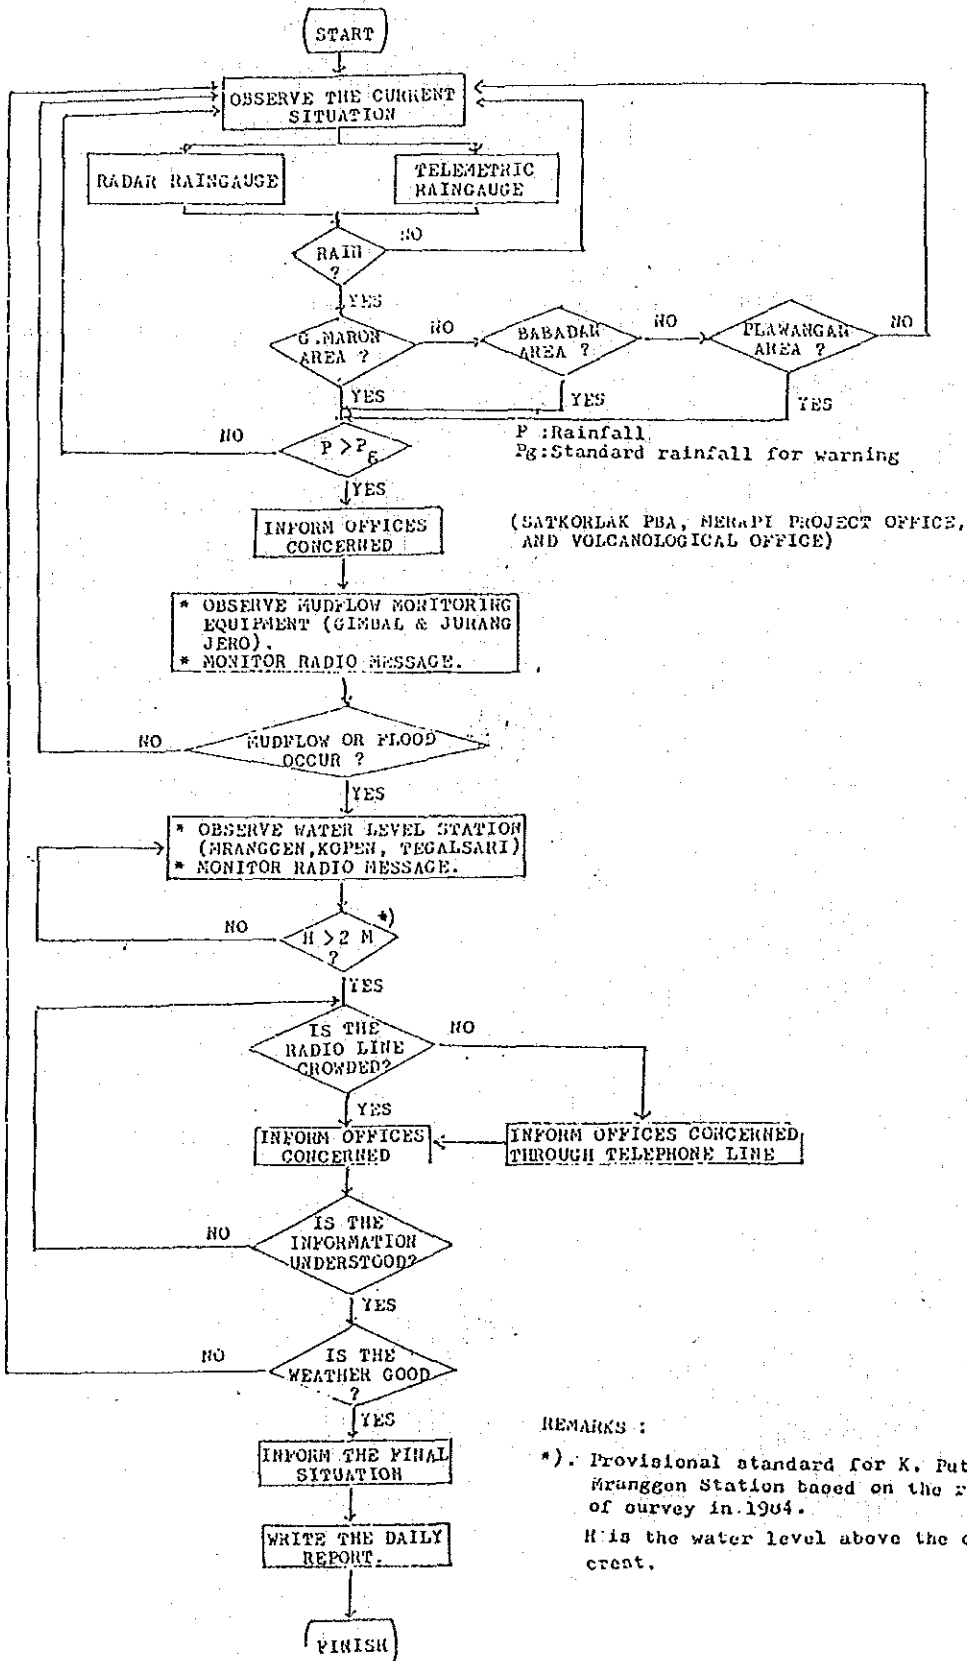 START
OBSERVE THE CURRENT
SITUATION
RADAR RAINGAUGE
TELEMETRIC
RAINGAUGE
RAIN
?
NO
YES
G.MARON
AREA ?
NO
BABADAN
AREA ?
NO
PLAWANGAN
AREA ?
NO
YES
YES
YES
P > Pg
NO
YES
P :Rainfall
Pg:Standard rainfall for warning
INFORM OFFICES
CONCERNED
(SATKORLAK PBA, MERAPI PROJECT OFFICE,
AND VOLCANOLOGICAL OFFICE)
* OBSERVE MUDFLOW MONITORING
EQUIPMENT (GIMBAL & JURANG
JERO).
* MONITOR RADIO MESSAGE.
MUDFLOW OR FLOOD
OCCUR ?
NO
YES
* OBSERVE WATER LEVEL STATION
(MRANGGEN,KOPEN, TEGALSARI)
* MONITOR RADIO MESSAGE.
H >2 M *)
?
NO
YES
IS THE
RADIO LINE
CROWDED?
NO
YES
INFORM OFFICES
CONCERNED
INFORM OFFICES CONCERNED
THROUGH TELEPHONE LINE
IS THE
INFORMATION
UNDERSTOOD?
NO
YES
IS THE
WEATHER GOOD
?
NO
YES
INFORM THE FINAL
SITUATION
WRITE THE DAILY
REPORT.
FINISH
REMARKS :
*). Provisional standard for K. Put
Mranggen Station based on the r
of survey in 1984.
H is the water level above the
crest.